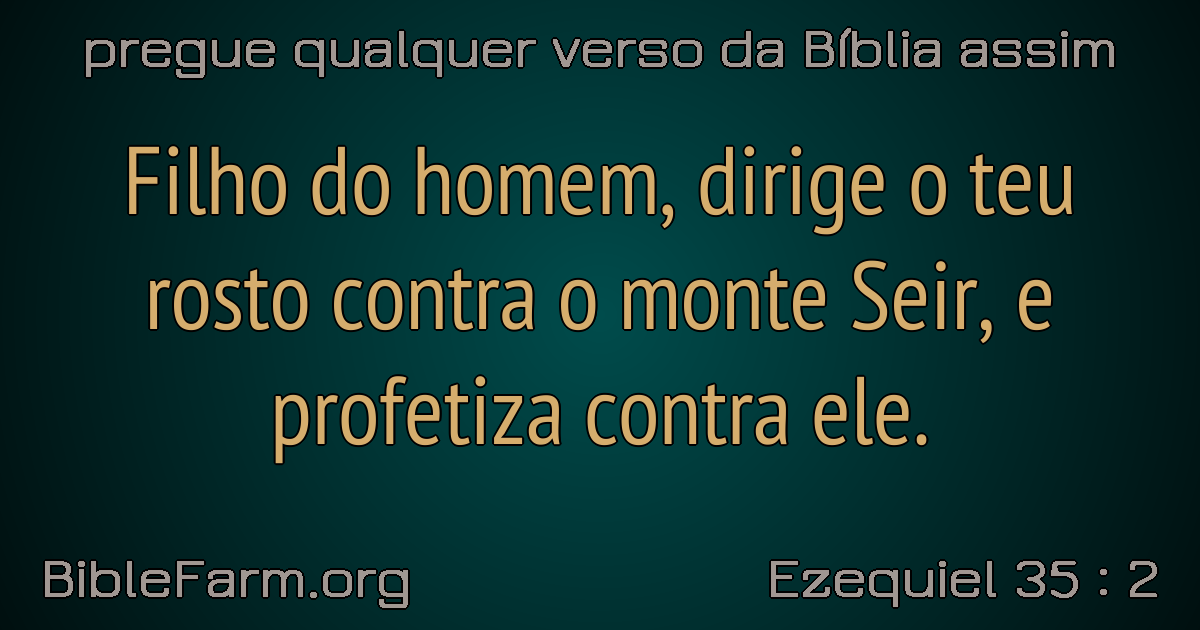 pregue qualquer verso da Bíblia assim
Filho do homem, dirige o teu
rosto contra o monte Seir, e
profetiza contra ele.
BibleFarm.org
Ezequiel 35 : 2